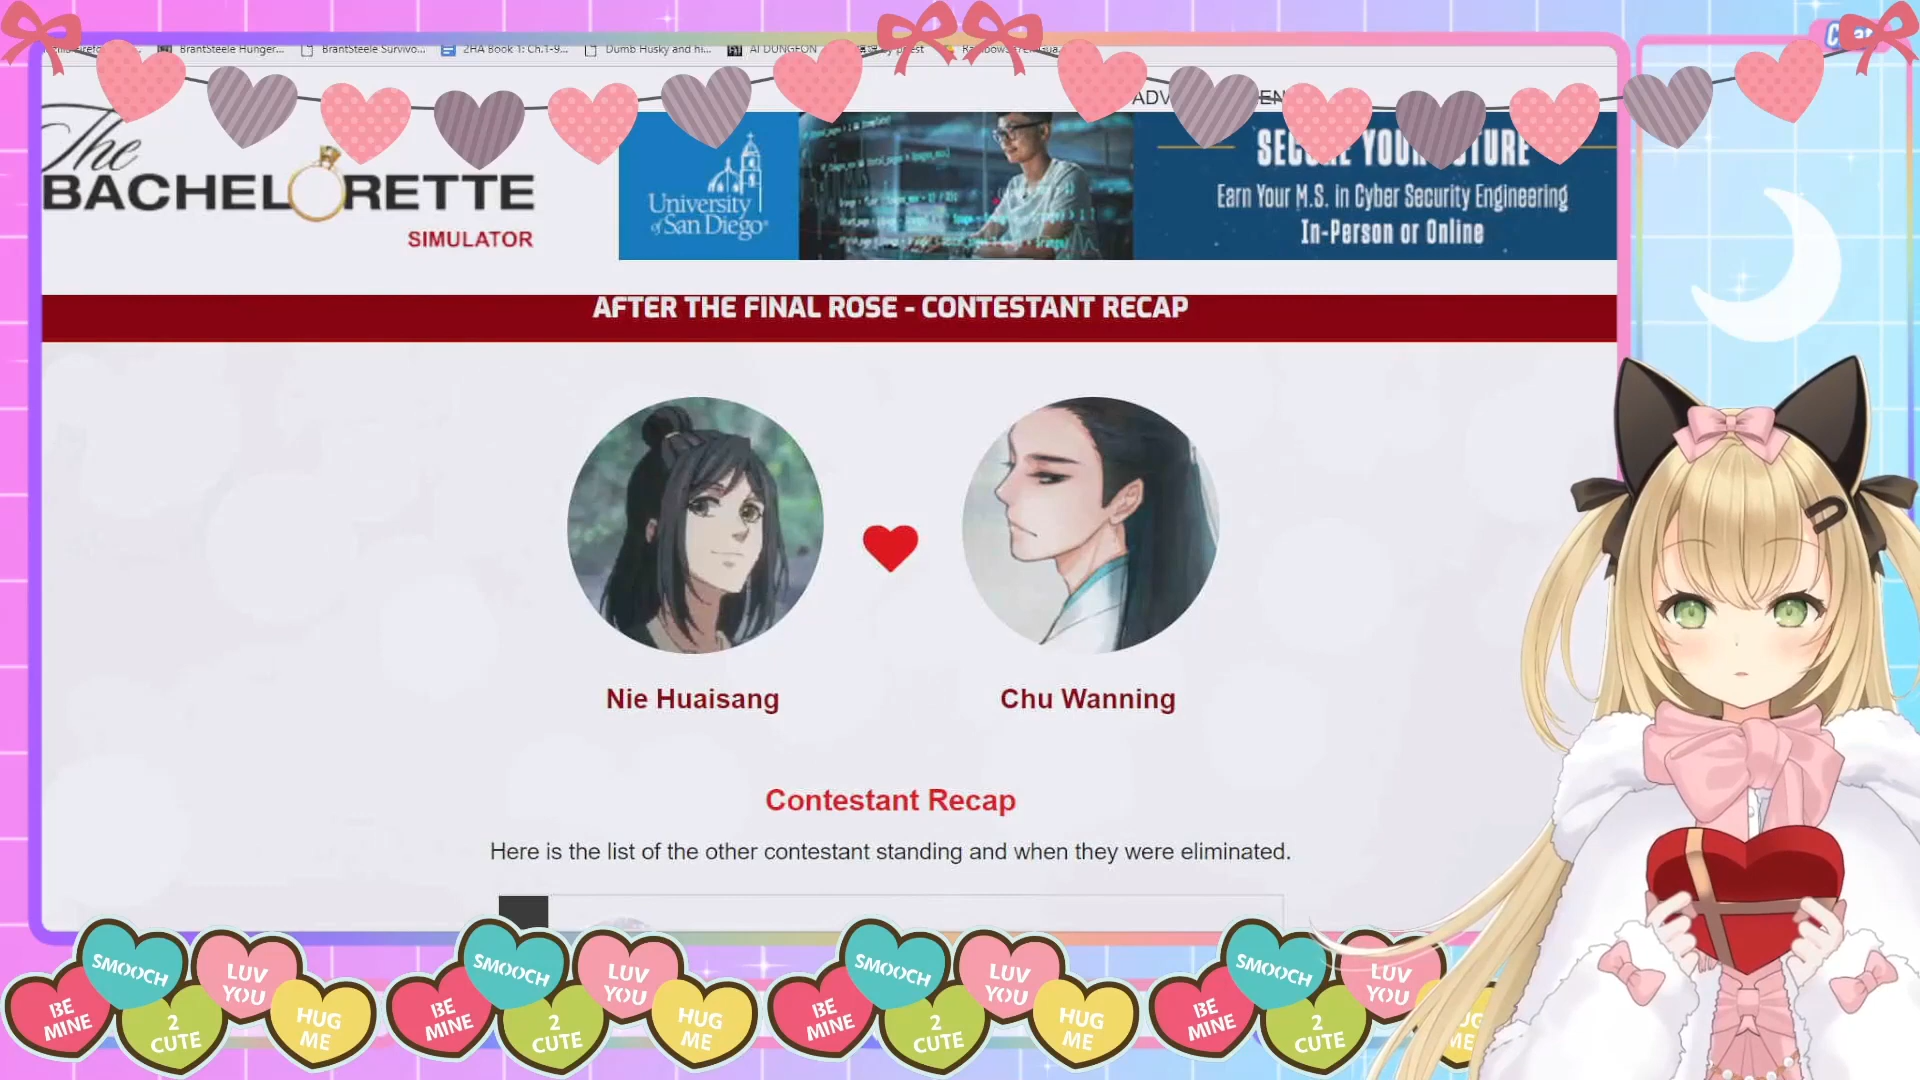 BrantSteele Hunger...
BrantSteele Survivo...
2HA Book 1: Ch.1-9...
Dumb Husky and hi...
AI DUNGEON
The
BACHELORETTE
SIMULATOR
University
of San Diego
SECURE YOUR FUTURE
Earn Your M.S. in Cyber Security Engineering
In-Person or Online
AFTER THE FINAL ROSE - CONTESTANT RECAP
Nie Huaisang
Chu Wanning
Contestant Recap
Here is the list of the other contestant standing and when they were eliminated.
BE
MINE
SMOOCH
2
CUTE
LUV
YOU
HUG
ME
BE
MINE
SMOOCH
2
CUTE
LUV
YOU
HUG
ME
BE
MINE
SMOOCH
2
CUTE
LUV
YOU
HUG
ME
BE
MINE
SMOOCH
2
CUTE
LUV
YOU
ME